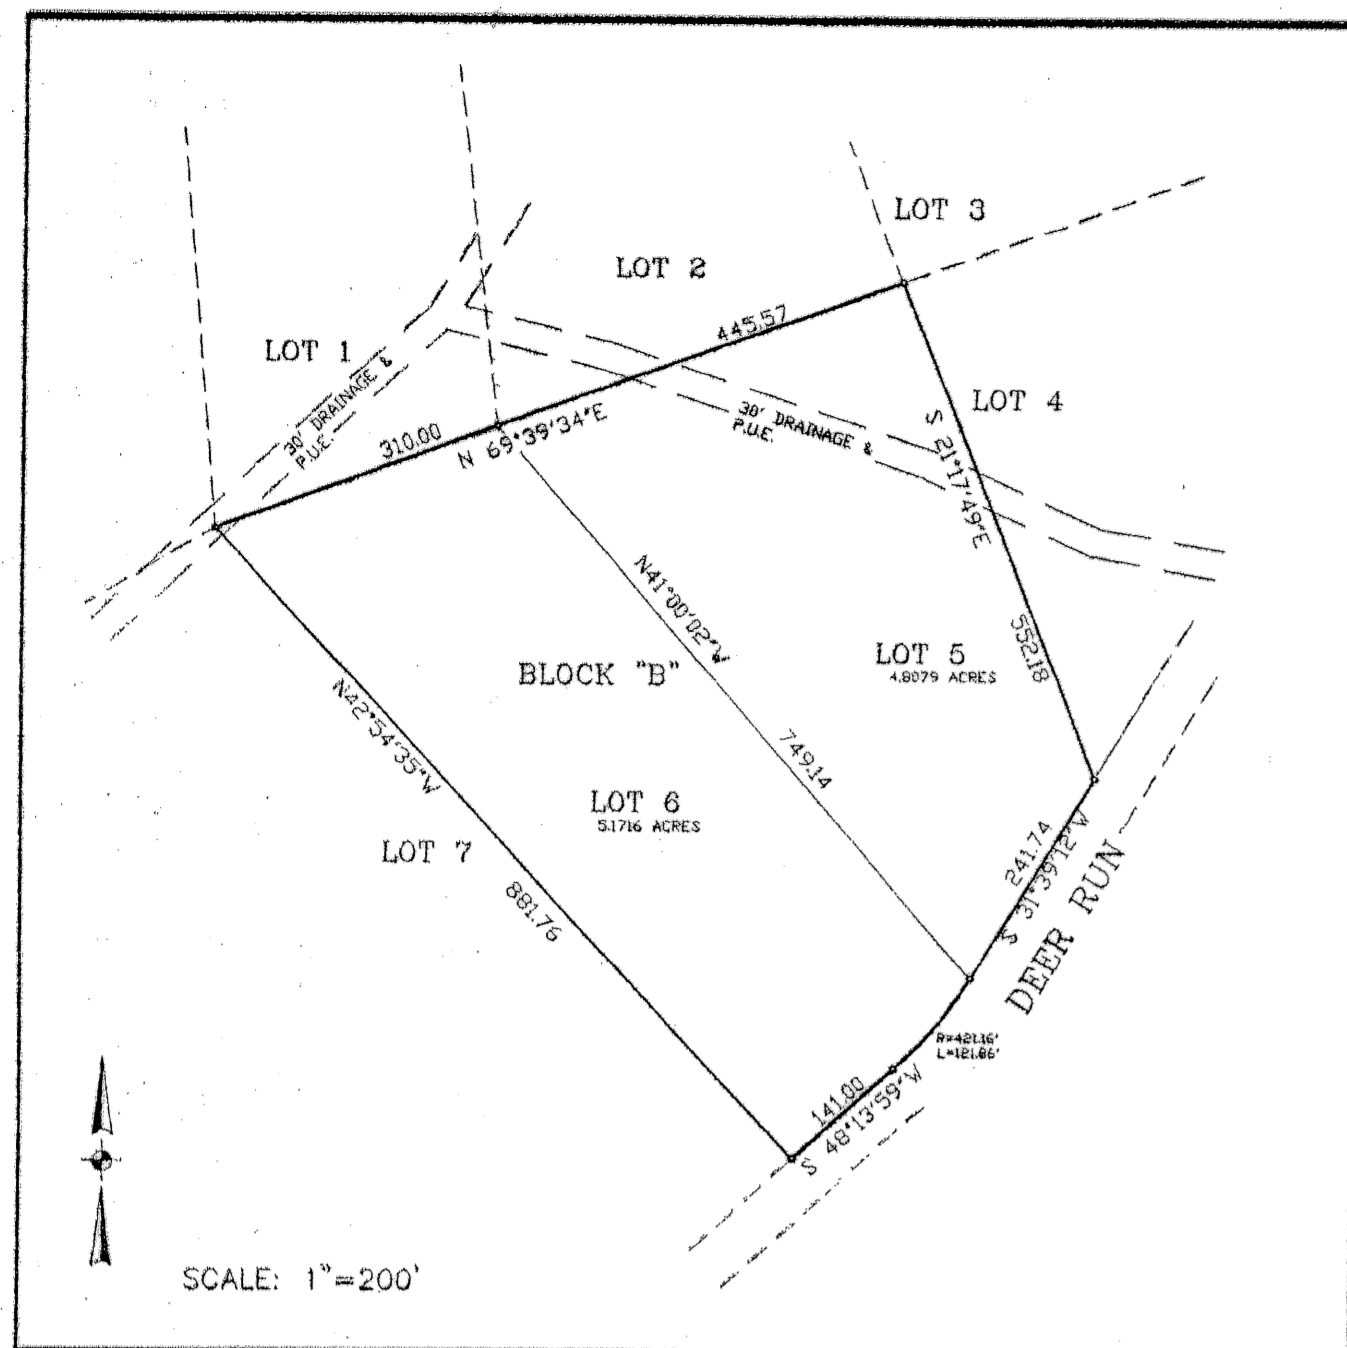 LOT 3
LOT 2
445.57
LOT 1
30' DRAINAGE &
P.U.E.
310.00
N 69°39'34"E
30' DRAINAGE &
P.U.E.
LOT 4
S 21°17'49"E
552.18
N41°00'02"W
749.14
LOT 5
4.8079 ACRES
BLOCK "B"
N42°54'35"W
LOT 6
5.1716 ACRES
LOT 7
881.76
241.74
S 31°39'12"W
DEER RUN
R=421.16'
L=121.86'
141.00
S 48°13'59"W
SCALE: 1"=200'